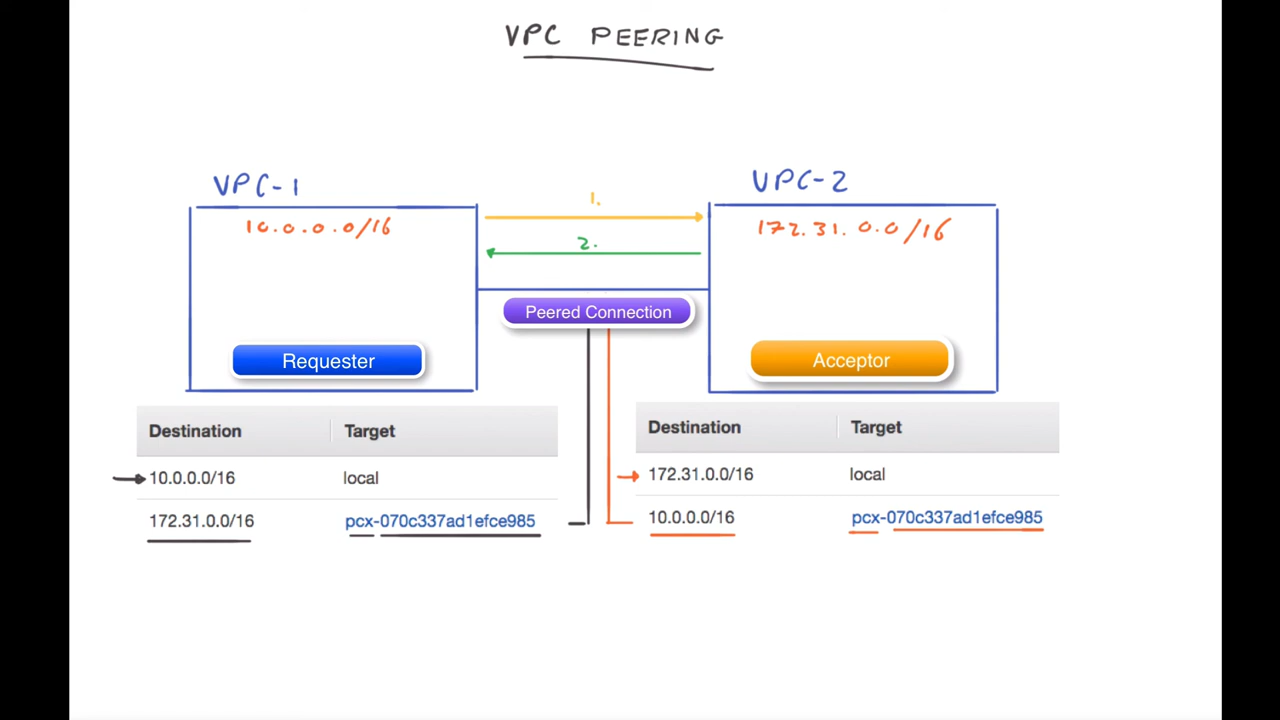 VPC PEERING
VPC-1
10.0.0.0/16
Requester
1.
2.
Peered Connection
VPC-2
172.31.0.0/16
Acceptor
Destination Target
10.0.0.0/16 local
172.31.0.0/16 pcx-070c337ad1efce985
Destination Target
172.31.0.0/16 local
10.0.0.0/16 pcx-070c337ad1efce985